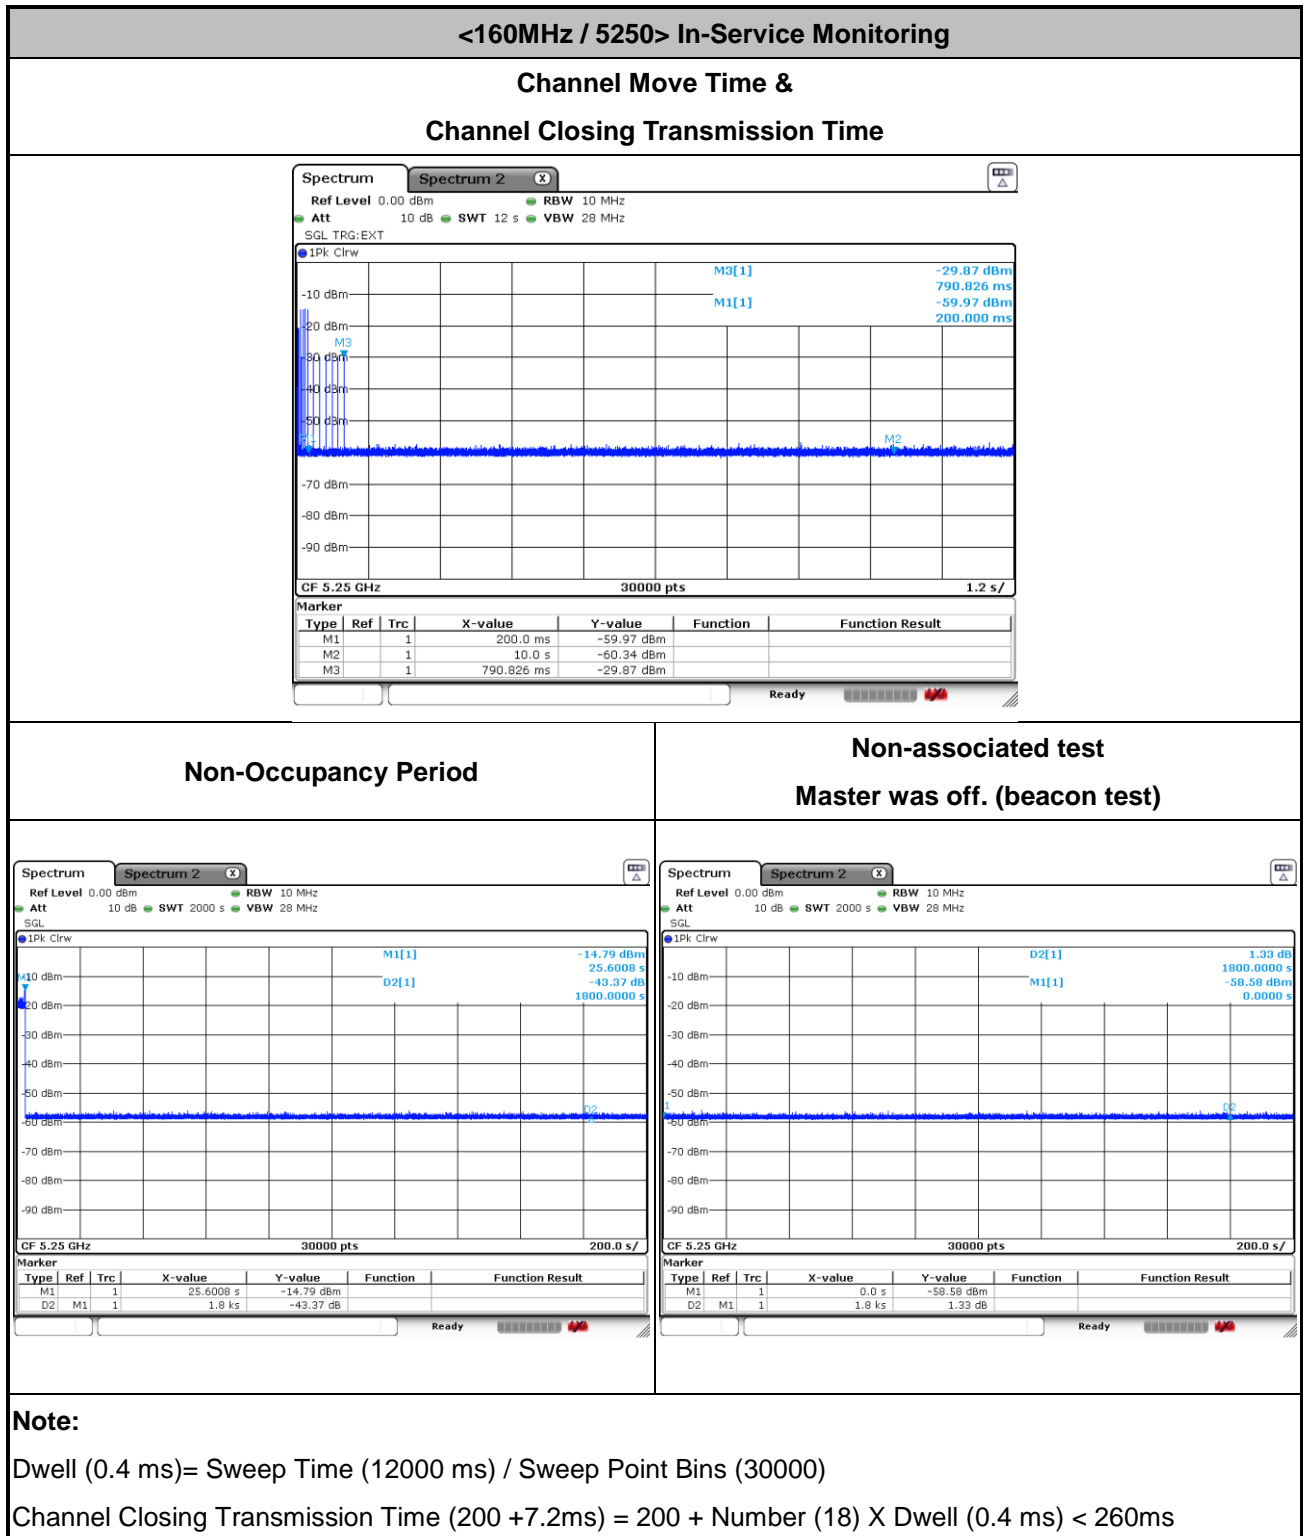 <160MHz / 5250> In-Service Monitoring
Channel Move Time &
Channel Closing Transmission Time
Spectrum Spectrum 2 X
Ref Level 0.00 dBm RBW 10 MHz
Att 10 dB SWT 12 s VBW 28 MHz
SGL TRG:EXT
1Pk Clrw
M3[1] -29.87 dBm
790.826 ms
-10 dBm M1[1] -59.97 dBm
200.000 ms
-20 dBm
M3
-30 dBm
-40 dBm
-50 dBm
M2
-70 dBm
-80 dBm
-90 dBm
CF 5.25 GHz 30000 pts 1.2 s/
Marker
Type Ref Trc X-value Y-value Function Function Result
M1 1 200.0 ms -59.97 dBm
M2 1 10.0 s -60.34 dBm
M3 1 790.826 ms -29.87 dBm
Ready
Non-Occupancy Period
Spectrum Spectrum 2 X
Ref Level 0.00 dBm RBW 10 MHz
Att 10 dB SWT 2000 s VBW 28 MHz
SGL
1Pk Clrw
M1[1] -14.79 dBm
25.6008 s
-10 dBm D2[1] -43.37 dB
1800.0000 s
-20 dBm
-30 dBm
-40 dBm
-50 dBm
D2
-60 dBm
-70 dBm
-80 dBm
-90 dBm
CF 5.25 GHz 30000 pts 200.0 s/
Marker
Type Ref Trc X-value Y-value Function Function Result
M1 1 25.6008 s -14.79 dBm
D2 M1 1 1.8 ks -43.37 dB
Ready
Non-associated test
Master was off. (beacon test)
Spectrum Spectrum 2 X
Ref Level 0.00 dBm RBW 10 MHz
Att 10 dB SWT 2000 s VBW 28 MHz
SGL
1Pk Clrw
D2[1] 1.33 dB
1800.0000 s
-10 dBm M1[1] -58.58 dBm
0.0000 s
-20 dBm
-30 dBm
-40 dBm
-50 dBm
D2
-60 dBm
-70 dBm
-80 dBm
-90 dBm
CF 5.25 GHz 30000 pts 200.0 s/
Marker
Type Ref Trc X-value Y-value Function Function Result
M1 1 0.0 s -58.58 dBm
D2 M1 1 1.8 ks 1.33 dB
Ready
Note:
Dwell (0.4 ms)= Sweep Time (12000 ms) / Sweep Point Bins (30000)
Channel Closing Transmission Time (200 +7.2ms) = 200 + Number (18) X Dwell (0.4 ms) < 260ms